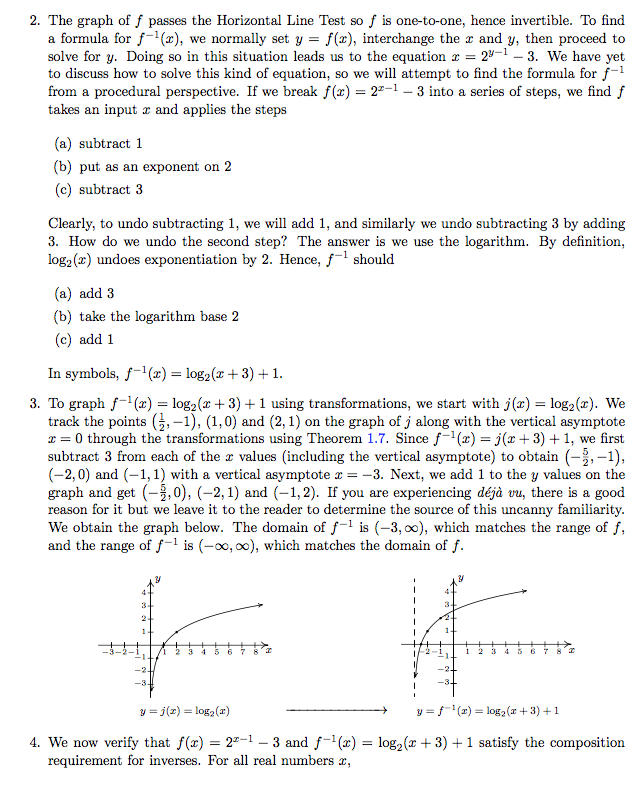 2. The graph of f passes the Horizontal Line Test so f is one-to-one, hence invertible. To find
a formula for f⁻¹(x), we normally set y = f(x), interchange the x and y, then proceed to
solve for y. Doing so in this situation leads us to the equation x = 2^{y−1} − 3. We have yet
to discuss how to solve this kind of equation, so we will attempt to find the formula for f⁻¹
from a procedural perspective. If we break f(x) = 2^{x−1} − 3 into a series of steps, we find f
takes an input x and applies the steps
(a) subtract 1
(b) put as an exponent on 2
(c) subtract 3
Clearly, to undo subtracting 1, we will add 1, and similarly we undo subtracting 3 by adding
3. How do we undo the second step? The answer is we use the logarithm. By definition,
log₂(x) undoes exponentiation by 2. Hence, f⁻¹ should
(a) add 3
(b) take the logarithm base 2
(c) add 1
In symbols, f⁻¹(x) = log₂(x + 3) + 1.
3. To graph f⁻¹(x) = log₂(x + 3) + 1 using transformations, we start with j(x) = log₂(x). We
track the points (1/2, −1), (1, 0) and (2, 1) on the graph of j along with the vertical asymptote
x = 0 through the transformations using Theorem 1.7. Since f⁻¹(x) = j(x + 3) + 1, we first
subtract 3 from each of the x values (including the vertical asymptote) to obtain (−5/2, −1),
(−2, 0) and (−1, 1) with a vertical asymptote x = −3. Next, we add 1 to the y values on the
graph and get (−5/2, 0), (−2, 1) and (−1, 2). If you are experiencing déjà vu, there is a good
reason for it but we leave it to the reader to determine the source of this uncanny familiarity.
We obtain the graph below. The domain of f⁻¹ is (−3, ∞), which matches the range of f,
and the range of f⁻¹ is (−∞, ∞), which matches the domain of f.
y
4
3
2
1
−3 −2 −1 1 2 3 4 5 6 7 8 x
−1
−2
−3
y = j(x) = log₂(x)
y
4
3
2
1
−2 −1 1 2 3 4 5 6 7 8 x
−1
−2
−3
y = f⁻¹(x) = log₂(x + 3) + 1
4. We now verify that f(x) = 2^{x−1} − 3 and f⁻¹(x) = log₂(x + 3) + 1 satisfy the composition
requirement for inverses. For all real numbers x,